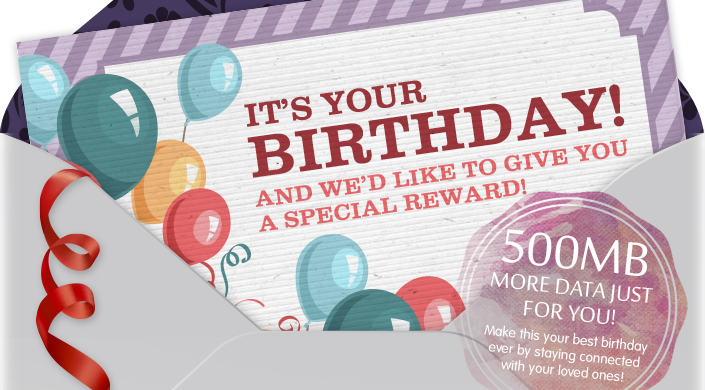 IT'S YOUR
BIRTHDAY!
AND WE'D LIKE TO GIVE YOU
A SPECIAL REWARD!
500MB
MORE DATA JUST
FOR YOU!
Make this your best birthday
ever by staying connected
with your loved ones!